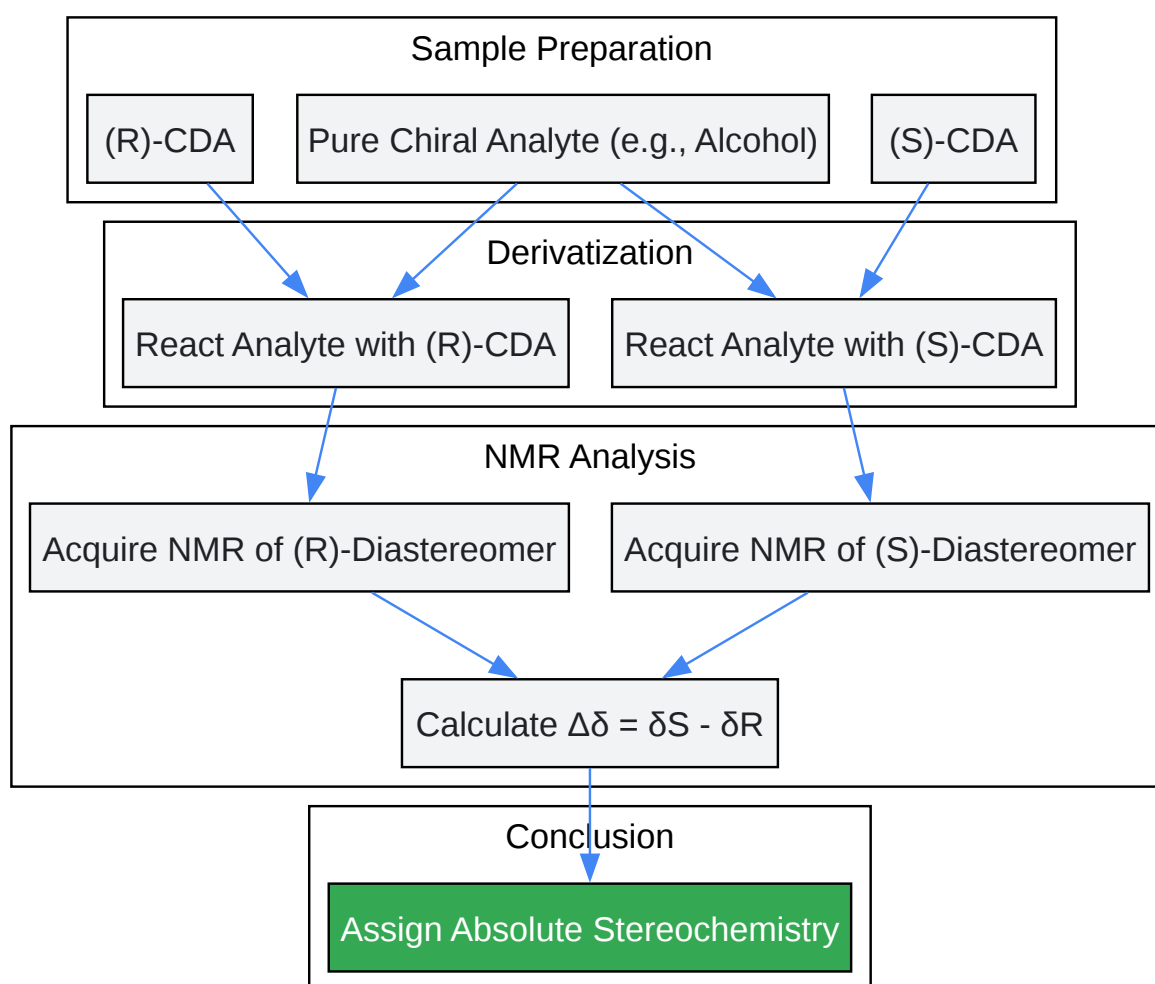 Sample Preparation
(R)-CDA
Pure Chiral Analyte (e.g., Alcohol)
(S)-CDA
Derivatization
React Analyte with (R)-CDA
React Analyte with (S)-CDA
NMR Analysis
Acquire NMR of (R)-Diastereomer
Acquire NMR of (S)-Diastereomer
Calculate Δδ = δS - δR
Conclusion
Assign Absolute Stereochemistry